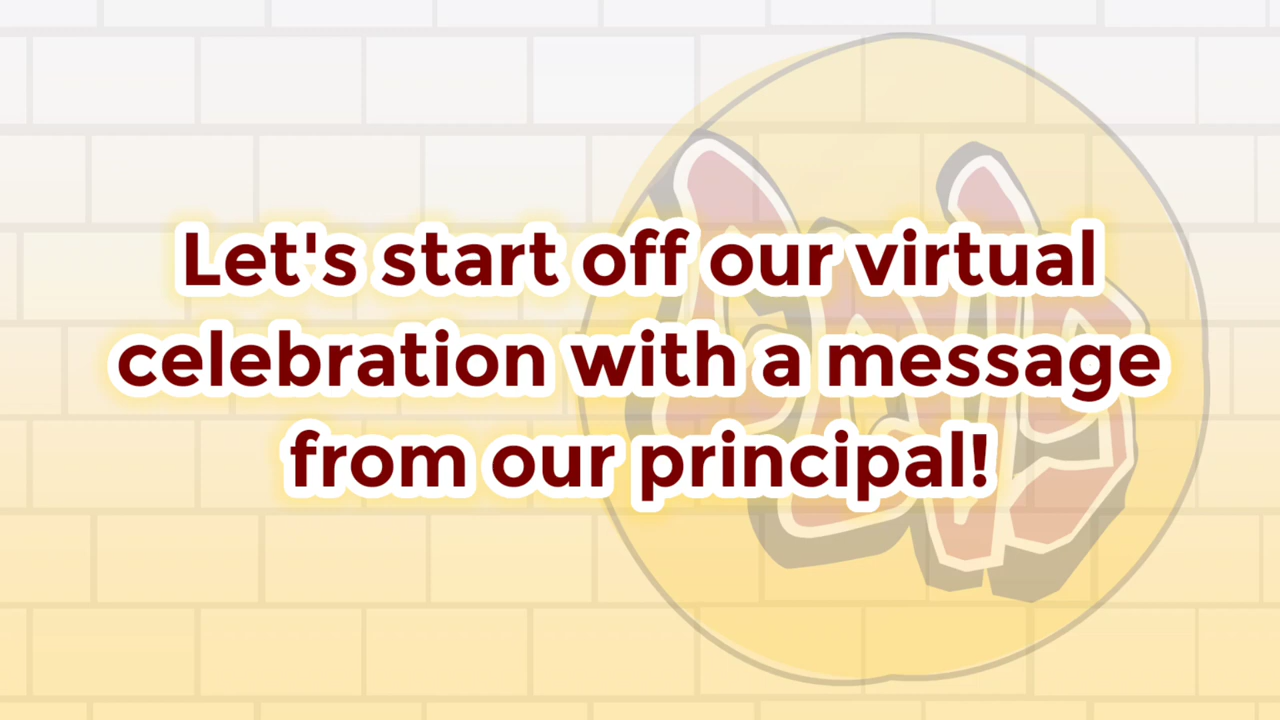 Let's start off our virtual
celebration with a message
from our principal!